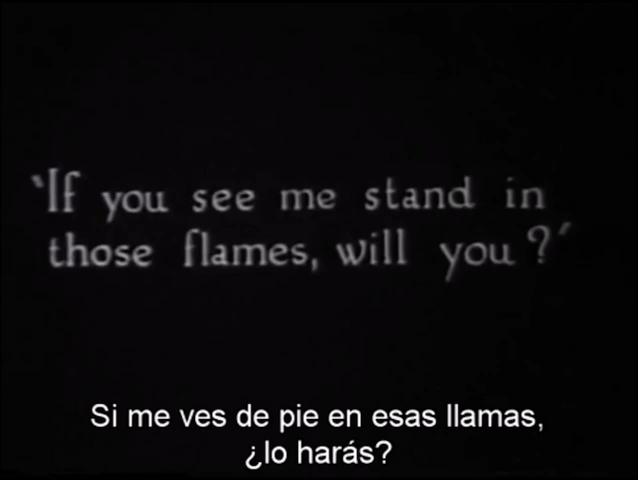 'If you see me stand in
those flames, will you?'
Si me ves de pie en esas llamas,
¿lo harás?